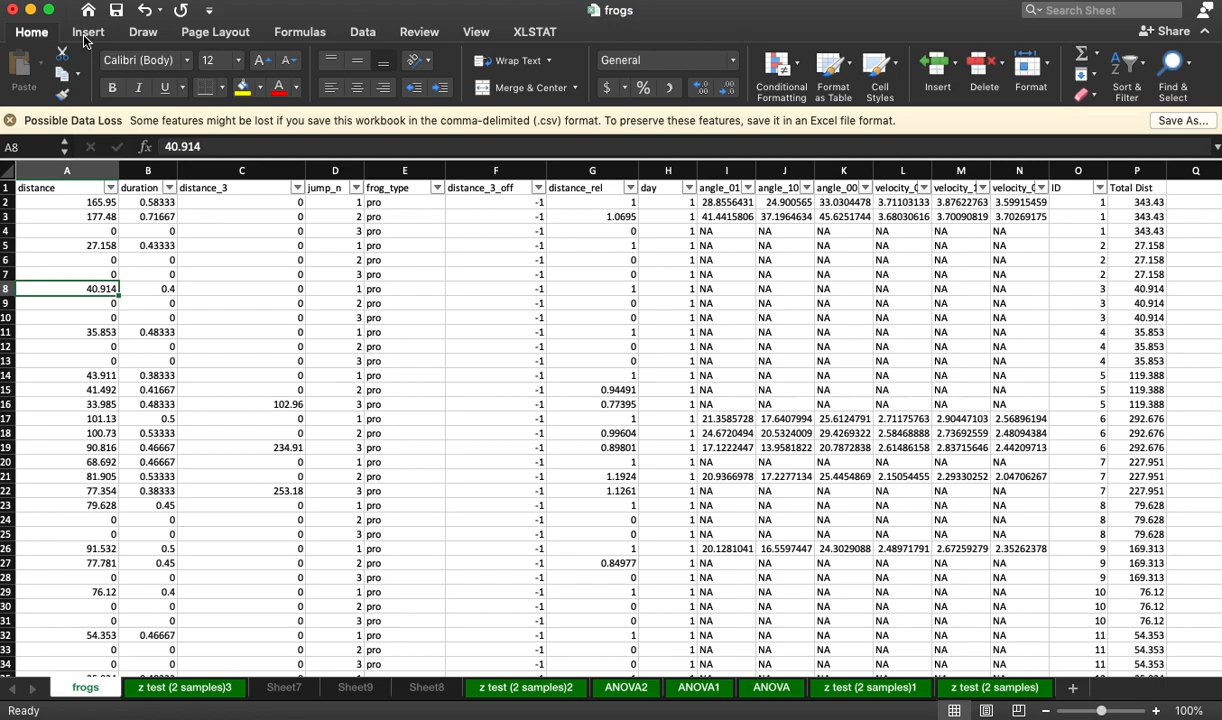 frogs
Search Sheet
Home Insert Draw Page Layout Formulas Data Review View XLSTAT
Share
Paste
Calibri (Body) 12
B I U
Wrap Text
Merge & Center
General
$ %
Conditional Formatting
Format as Table
Cell Styles
Insert Delete Format
Sort & Filter
Find & Select
Possible Data Loss Some features might be lost if you save this workbook in the comma-delimited (.csv) format. To preserve these features, save it in an Excel file format. Save As...
A8 fx 40.914
A B C D E F G H I J K L M N O P Q
1 distance duration distance_3 jump_n frog_type distance_3_off distance_rel day angle_01 angle_10 angle_00 velocity_0 velocity_1 velocity_0 ID Total Dist
2 165.95 0.58333 0 1 pro -1 1 1 28.8556431 24.900565 33.0304478 3.71103133 3.87622763 3.59915459 1 343.43
3 177.48 0.71667 0 2 pro -1 1.0695 1 41.4415806 37.1964634 45.6251744 3.68030616 3.70090819 3.70269175 1 343.43
4 0 0 0 3 pro -1 0 1 NA NA NA NA NA NA 1 343.43
5 27.158 0.43333 0 1 pro -1 1 1 NA NA NA NA NA NA 2 27.158
6 0 0 0 2 pro -1 0 1 NA NA NA NA NA NA 2 27.158
7 0 0 0 3 pro -1 0 1 NA NA NA NA NA NA 2 27.158
8 40.914 0.4 0 1 pro -1 1 1 NA NA NA NA NA NA 3 40.914
9 0 0 0 2 pro -1 0 1 NA NA NA NA NA NA 3 40.914
10 0 0 0 3 pro -1 0 1 NA NA NA NA NA NA 3 40.914
11 35.853 0.48333 0 1 pro -1 1 1 NA NA NA NA NA NA 4 35.853
12 0 0 0 2 pro -1 0 1 NA NA NA NA NA NA 4 35.853
13 0 0 0 3 pro -1 0 1 NA NA NA NA NA NA 4 35.853
14 43.911 0.38333 0 1 pro -1 1 1 NA NA NA NA NA NA 5 119.388
15 41.492 0.41667 0 2 pro -1 0.94491 1 NA NA NA NA NA NA 5 119.388
16 33.985 0.48333 102.96 3 pro -1 0.77395 1 NA NA NA NA NA NA 5 119.388
17 101.13 0.5 0 1 pro -1 1 1 21.3585728 17.6407994 25.6124791 2.71175763 2.90447103 2.56896194 6 292.676
18 100.73 0.53333 0 2 pro -1 0.99604 1 24.6720494 20.5324009 29.4269322 2.58468888 2.73692559 2.48094384 6 292.676
19 90.816 0.46667 234.91 3 pro -1 0.89801 1 17.1222447 13.9581822 20.7872838 2.61486158 2.83715646 2.44209713 6 292.676
20 68.692 0.46667 0 1 pro -1 1 1 NA NA NA NA NA NA 7 227.951
21 81.905 0.53333 0 2 pro -1 1.1924 1 20.9366978 17.2277134 25.4454869 2.15054455 2.29330252 2.04706267 7 227.951
22 77.354 0.38333 253.18 3 pro -1 1.1261 1 NA NA NA NA NA NA 7 227.951
23 79.628 0.45 0 1 pro -1 1 1 NA NA NA NA NA NA 8 79.628
24 0 0 0 2 pro -1 0 1 NA NA NA NA NA NA 8 79.628
25 0 0 0 3 pro -1 0 1 NA NA NA NA NA NA 8 79.628
26 91.532 0.5 0 1 pro -1 1 1 20.1281041 16.5597447 24.3029088 2.48971791 2.67259279 2.35262378 9 169.313
27 77.781 0.45 0 2 pro -1 0.84977 1 NA NA NA NA NA NA 9 169.313
28 0 0 0 3 pro -1 0 1 NA NA NA NA NA NA 9 169.313
29 76.12 0.4 0 1 pro -1 1 1 NA NA NA NA NA NA 10 76.12
30 0 0 0 2 pro -1 0 1 NA NA NA NA NA NA 10 76.12
31 0 0 0 3 pro -1 0 1 NA NA NA NA NA NA 10 76.12
32 54.353 0.46667 0 1 pro -1 1 1 NA NA NA NA NA NA 11 54.353
33 0 0 0 2 pro -1 0 1 NA NA NA NA NA NA 11 54.353
34 0 0 0 3 pro -1 0 1 NA NA NA NA NA NA 11 54.353
frogs z test (2 samples)3 Sheet7 Sheet9 Sheet8 z test (2 samples)2 ANOVA2 ANOVA1 ANOVA z test (2 samples)1 z test (2 samples) +
Ready 100%